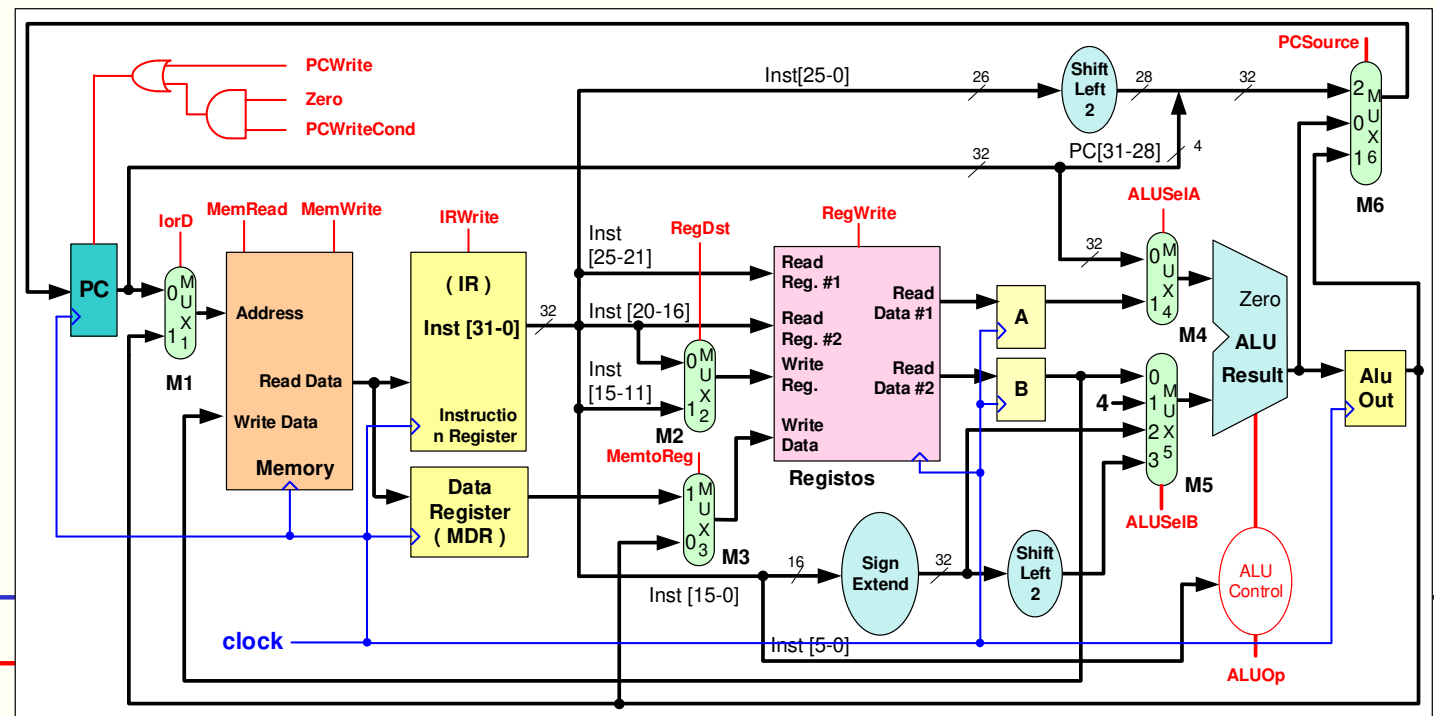 PCWrite
Zero
PCWriteCond
Inst[25-0]
26
Shift
Left
2
28
32
PCSource
2
0
1
M
U
X
6
M6
32
PC[31-28]
4
IorD
MemRead
MemWrite
IRWrite
RegDst
RegWrite
ALUSelA
PC
0
1
M
U
X
1
M1
Address
Read Data
Write Data
Memory
( IR )
Inst [31-0]
Instructio
n Register
32
Data
Register
( MDR )
Inst
[25-21]
Inst [20-16]
Inst
[15-11]
0
1
M
U
X
2
M2
MemtoReg
1
0
M
U
X
3
M3
Read
Reg. #1
Read
Reg. #2
Write
Reg.
Write
Data
Read
Data #1
Read
Data #2
Registos
A
B
32
0
1
M
U
X
4
M4
4
0
1
2
3
M
U
X
5
M5
ALUSelB
Zero
ALU
Result
Alu
Out
Inst [15-0]
16
Sign
Extend
32
Shift
Left
2
ALU
Control
ALUOp
clock
Inst [5-0]